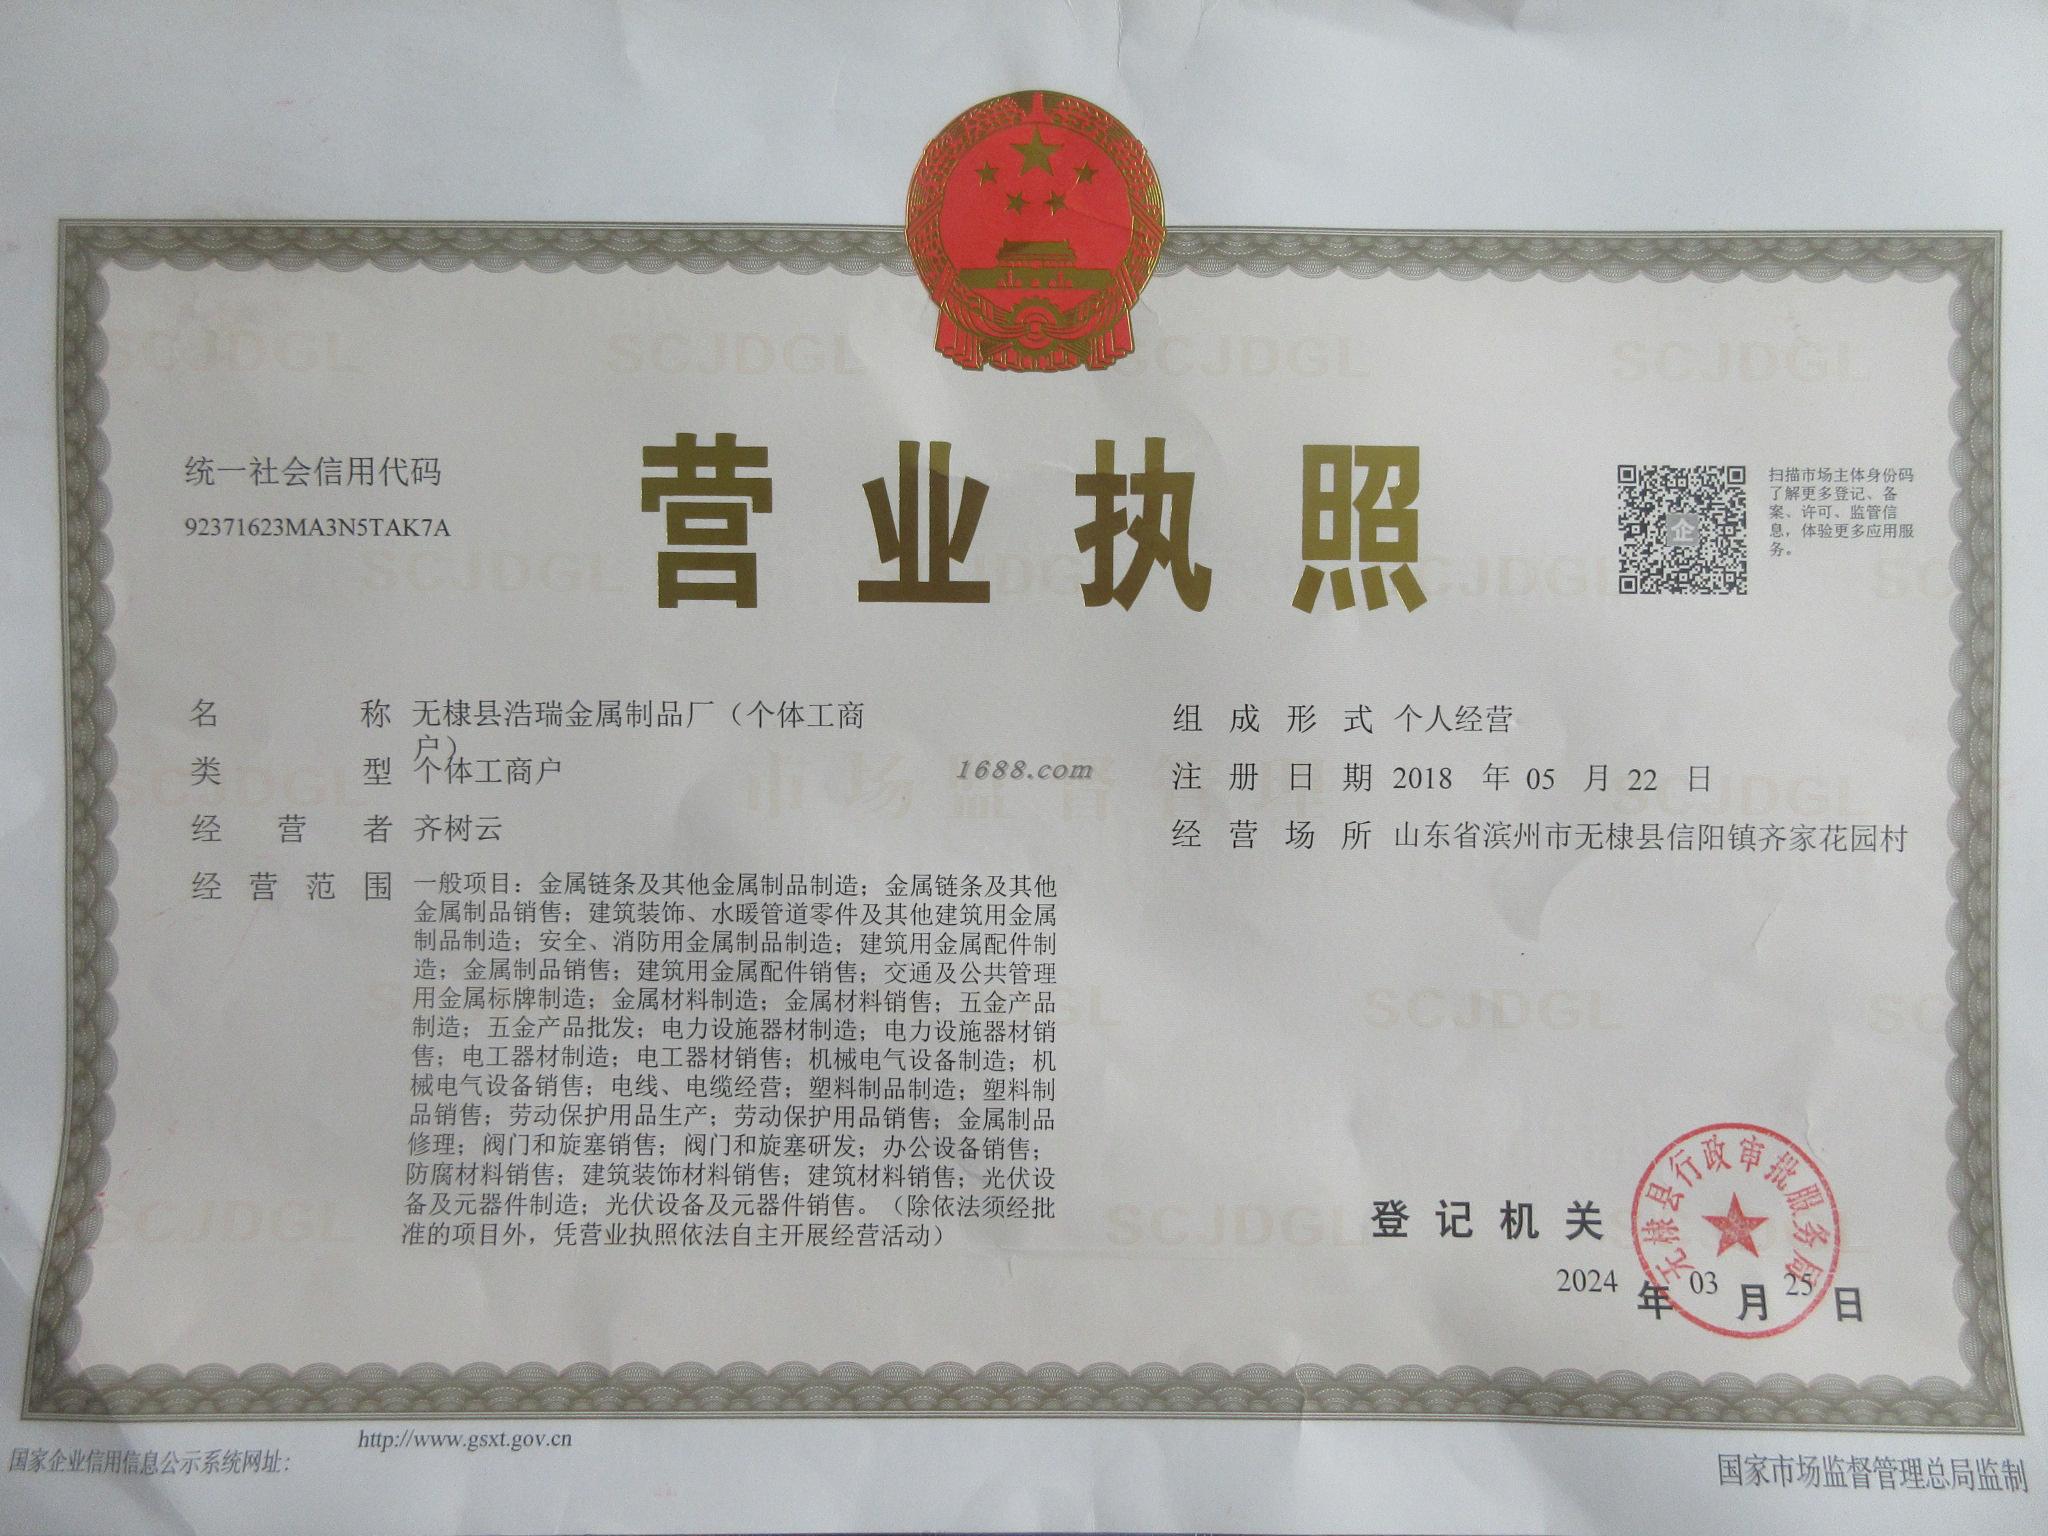 营业执照
统一社会信用代码
92371623MA3N5TAK7A
扫描市场主体身份码
了解更多登记、备
案、许可、监管信
息，体验更多应用服
务。
企
名称 无棣县浩瑞金属制品厂（个体工商
户）
类型 个体工商户
经营者 齐树云
经营范围 一般项目：金属链条及其他金属制品制造；金属链条及其他
金属制品销售；建筑装饰、水暖管道零件及其他建筑用金属
制品制造；安全、消防用金属制品制造；建筑用金属配件制
造；金属制品销售；建筑用金属配件销售；交通及公共管理
用金属标牌制造；金属材料制造；金属材料销售；五金产品
制造；五金产品批发；电力设施器材制造；电力设施器材销
售；电工器材制造；电工器材销售；机械电气设备制造；机
械电气设备销售；电线、电缆经营；塑料制品制造；塑料制
品销售；劳动保护用品生产；劳动保护用品销售；金属制品
修理；阀门和旋塞销售；阀门和旋塞研发；办公设备销售；
防腐材料销售；建筑装饰材料销售；建筑材料销售；光伏设
备及元器件制造；光伏设备及元器件销售。（除依法须经批
准的项目外，凭营业执照依法自主开展经营活动）
组成形式 个人经营
注册日期 2018 年 05 月 22 日
经营场所 山东省滨州市无棣县信阳镇齐家花园村
1688.com
市场监督管理
SCJDGL
登记机关
无棣县行政审批服务局
2024 年 03 月 25 日
国家企业信用信息公示系统网址：
http://www.gsxt.gov.cn
国家市场监督管理总局监制